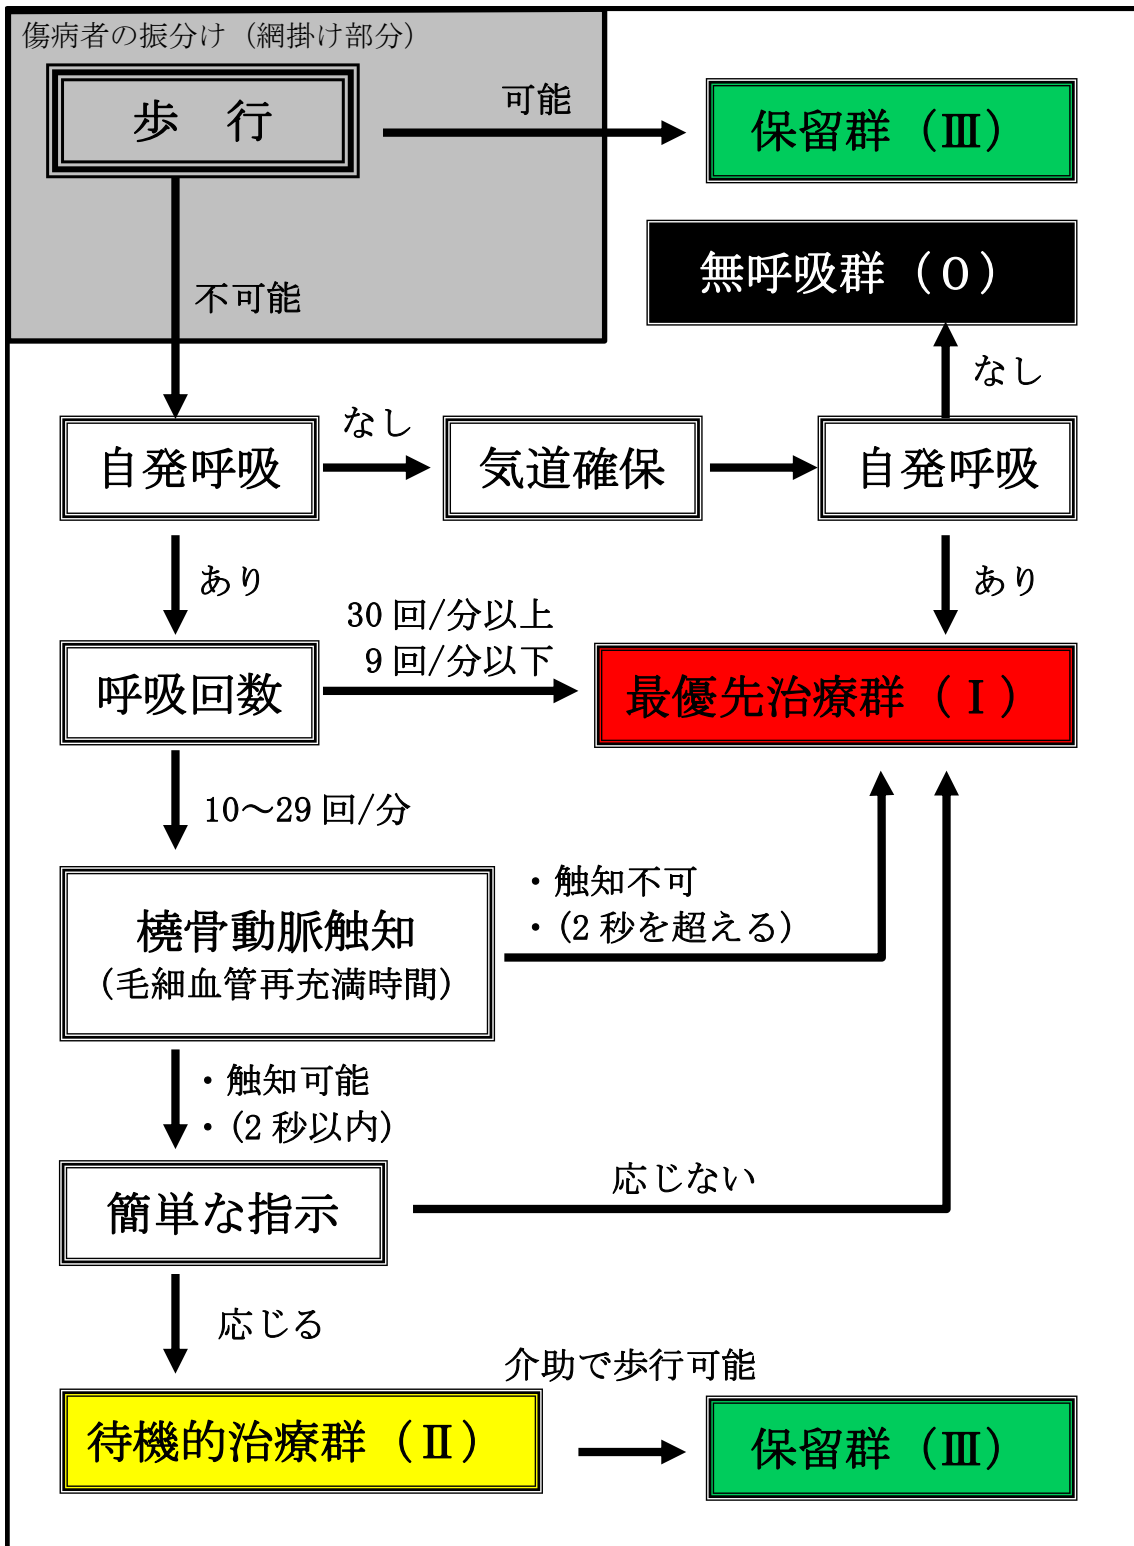 傷病者の振分け（網掛け部分）
歩　行
可能
保留群（Ⅲ）
無呼吸群（０）
不可能
なし
自発呼吸
なし
気道確保
自発呼吸
あり
あり
30 回/分以上
9 回/分以下
呼吸回数
最優先治療群（Ⅰ）
10～29 回/分
橈骨動脈触知
（毛細血管再充満時間）
・触知不可
・(2 秒を超える)
・触知可能
・(2 秒以内)
簡単な指示
応じない
応じる
介助で歩行可能
待機的治療群（Ⅱ）
保留群（Ⅲ）